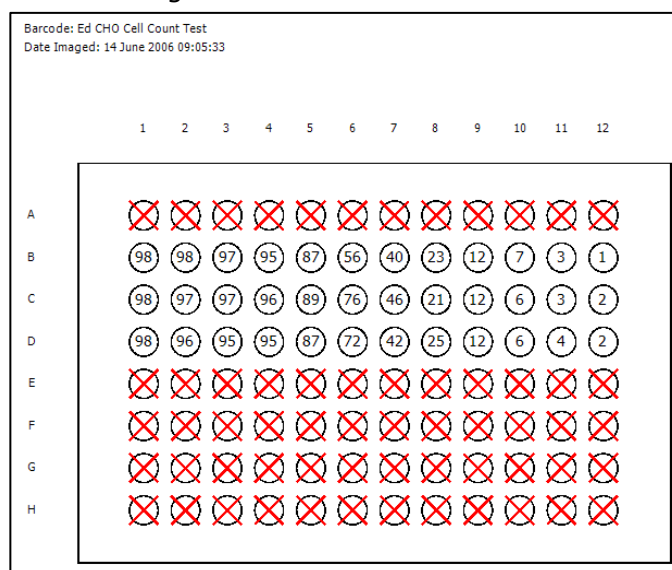 Barcode: Ed CHO Cell Count Test
Date Imaged: 14 June 2006 09:05:33
1 2 3 4 5 6 7 8 9 10 11 12
A
B 98 98 97 95 87 56 40 23 12 7 3 1
C 98 97 97 96 89 76 46 21 12 6 3 2
D 98 96 95 95 87 72 42 25 12 6 4 2
E
F
G
H